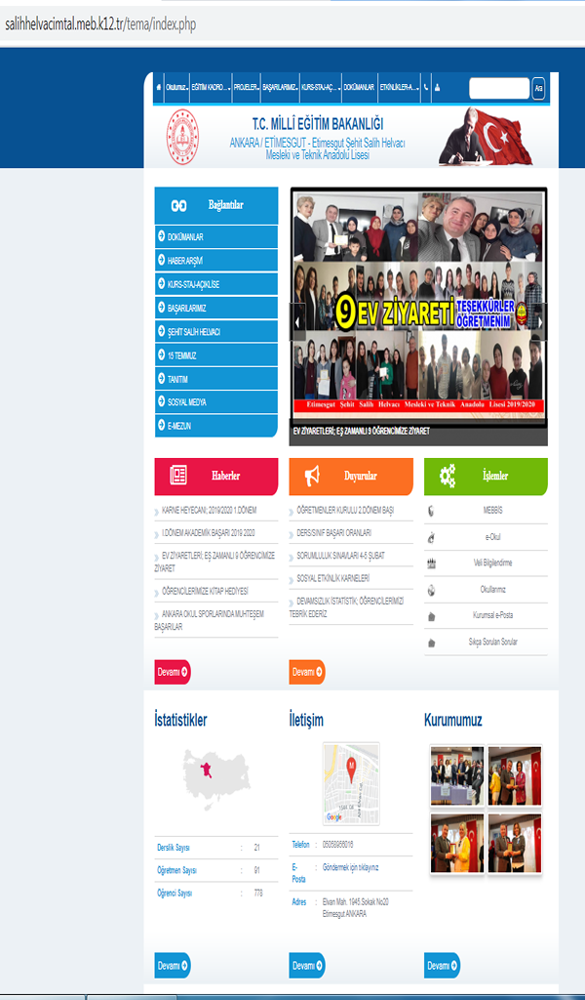 salihhelvacimtal.meb.k12.tr/tema/index.php
Okulumuz
EĞİTİM KADRO...
PROJELER
BAŞARILARIMIZ
KURS-STAJ-AÇ...
DOKÜMANLAR
ETKİNLİKLER-A...
Ara
T.C. MİLLÎ EĞİTİM BAKANLIĞI
ANKARA / ETİMESGUT - Etimesgut Şehit Salih Helvacı
Mesleki ve Teknik Anadolu Lisesi
Bağlantılar
DOKÜMANLAR
HABER ARŞİVİ
KURS-STAJ-AÇIKLİSE
BAŞARILARIMIZ
ŞEHİT SALİH HELVACI
15 TEMMUZ
TANITIM
SOSYAL MEDYA
E-MEZUN
9 EV ZİYARETİ TEŞEKKÜRLER
ÖĞRETMENİM
Etimesgut Şehit Salih Helvacı Mesleki ve Teknik Anadolu Lisesi 2019/2020
EV ZİYARETLERİ; EŞ ZAMANLI 9 ÖĞRENCİMİZE ZİYARET
Haberler
KARNE HEYECANI; 2019/2020 1.DÖNEM
I.DÖNEM AKADEMİK BAŞARI 2019 2020
EV ZİYARETLERİ; EŞ ZAMANLI 9 ÖĞRENCİMİZE
ZİYARET
ÖĞRENCİLERİMİZE KİTAP HEDİYESİ
ANKARA OKUL SPORLARINDA MUHTEŞEM
BAŞARILAR
Devamı
Duyurular
ÖĞRETMENLER KURULU 2.DÖNEM BAŞI
DERS/SINIF BAŞARI ORANLARI
SORUMLULUK SINAVLARI 4-5 ŞUBAT
SOSYAL ETKİNLİK KARNELERİ
DEVAMSIZLIK İSTATİSTİK; ÖĞRENCİLERİMİZİ
TEBRİK EDERİZ
Devamı
İşlemler
MEBBİS
e-Okul
Veli Bilgilendirme
Okullarımız
Kurumsal e-Posta
Sıkça Sorulan Sorular
İstatistikler
Derslik Sayısı : 21
Öğretmen Sayısı : 91
Öğrenci Sayısı : 778
Devamı
İletişim
M
Google
Telefon : 05056956016
E-
Posta : Göndermek için tıklayınız
Adres : Elvan Mah. 1945.Sokak No20
Etimesgut ANKARA
Devamı
Kurumumuz
Devamı